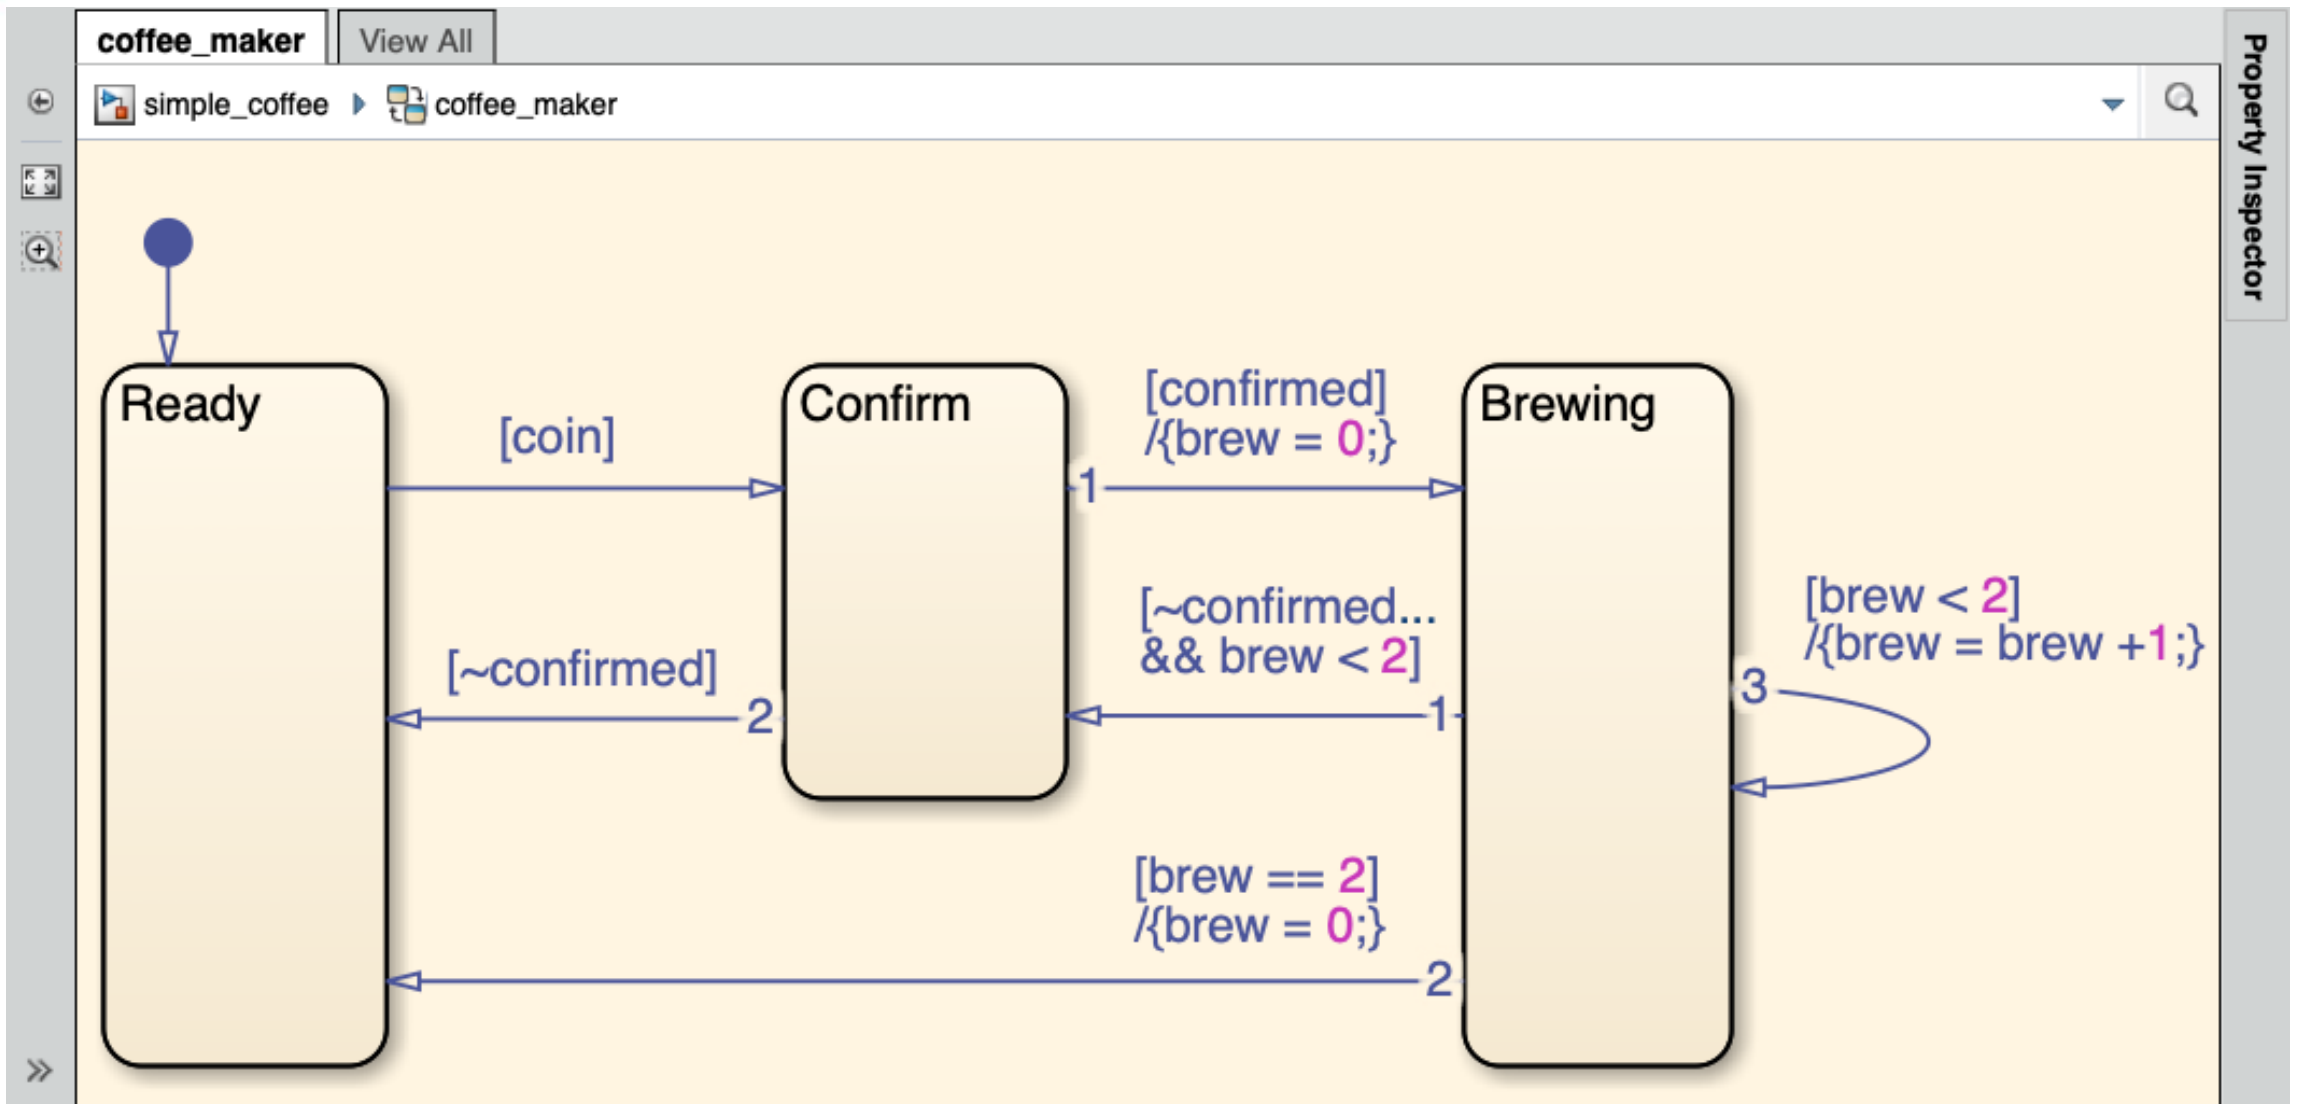 coffee_maker
View All
simple_coffee
coffee_maker
Property Inspector
Ready
[coin]
Confirm
[confirmed]
/{brew = 0;}
1
Brewing
[~confirmed...
&& brew < 2]
1
[~confirmed]
2
[brew < 2]
/{brew = brew +1;}
3
[brew == 2]
/{brew = 0;}
2